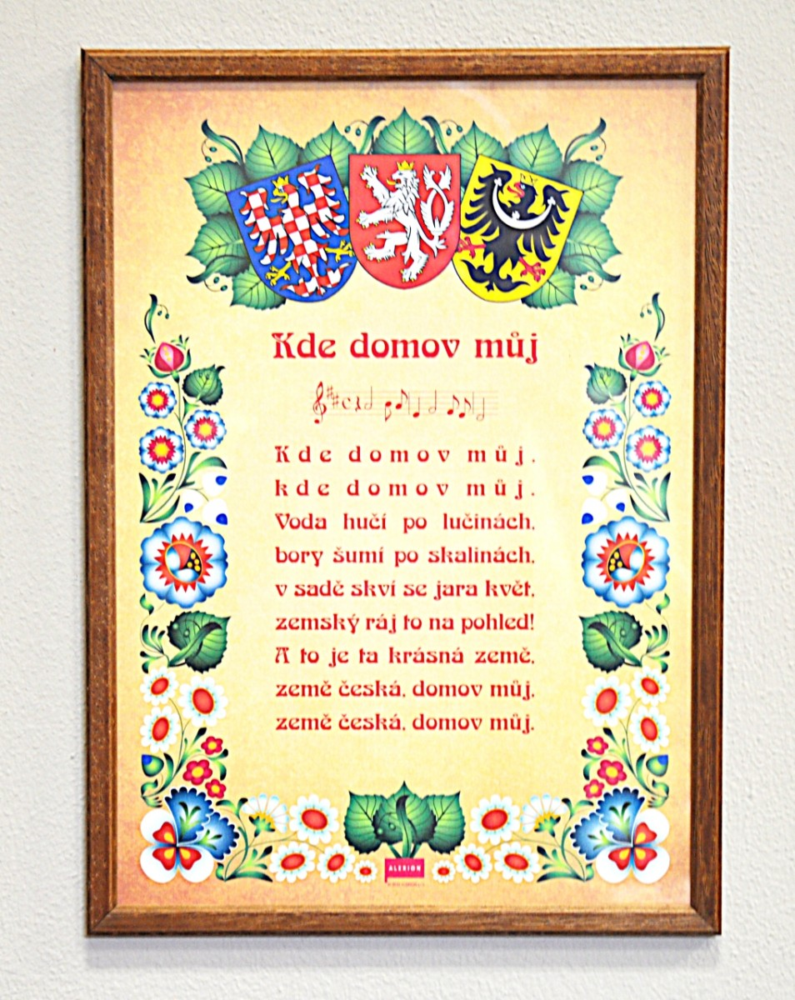 Kde domov můj
Kde domov můj,
kde domov můj.
Voda hučí po lučinách,
bory šumí po skalinách,
v sadě skví se jara květ,
zemský ráj to na pohled!
A to je ta krásná země,
země česká, domov můj,
země česká, domov můj.
ALERION